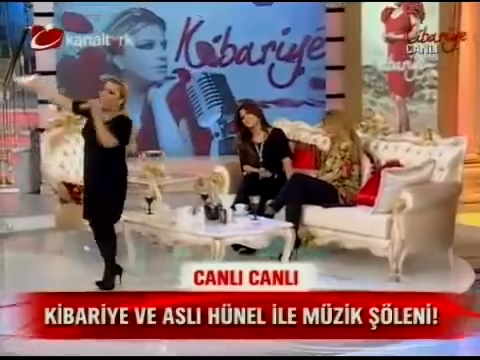 kanaltürk
Kibariye
Kibariye
CANLI
CANLI CANLI
KİBARİYE VE ASLI HÜNEL İLE MÜZİK ŞÖLENİ!